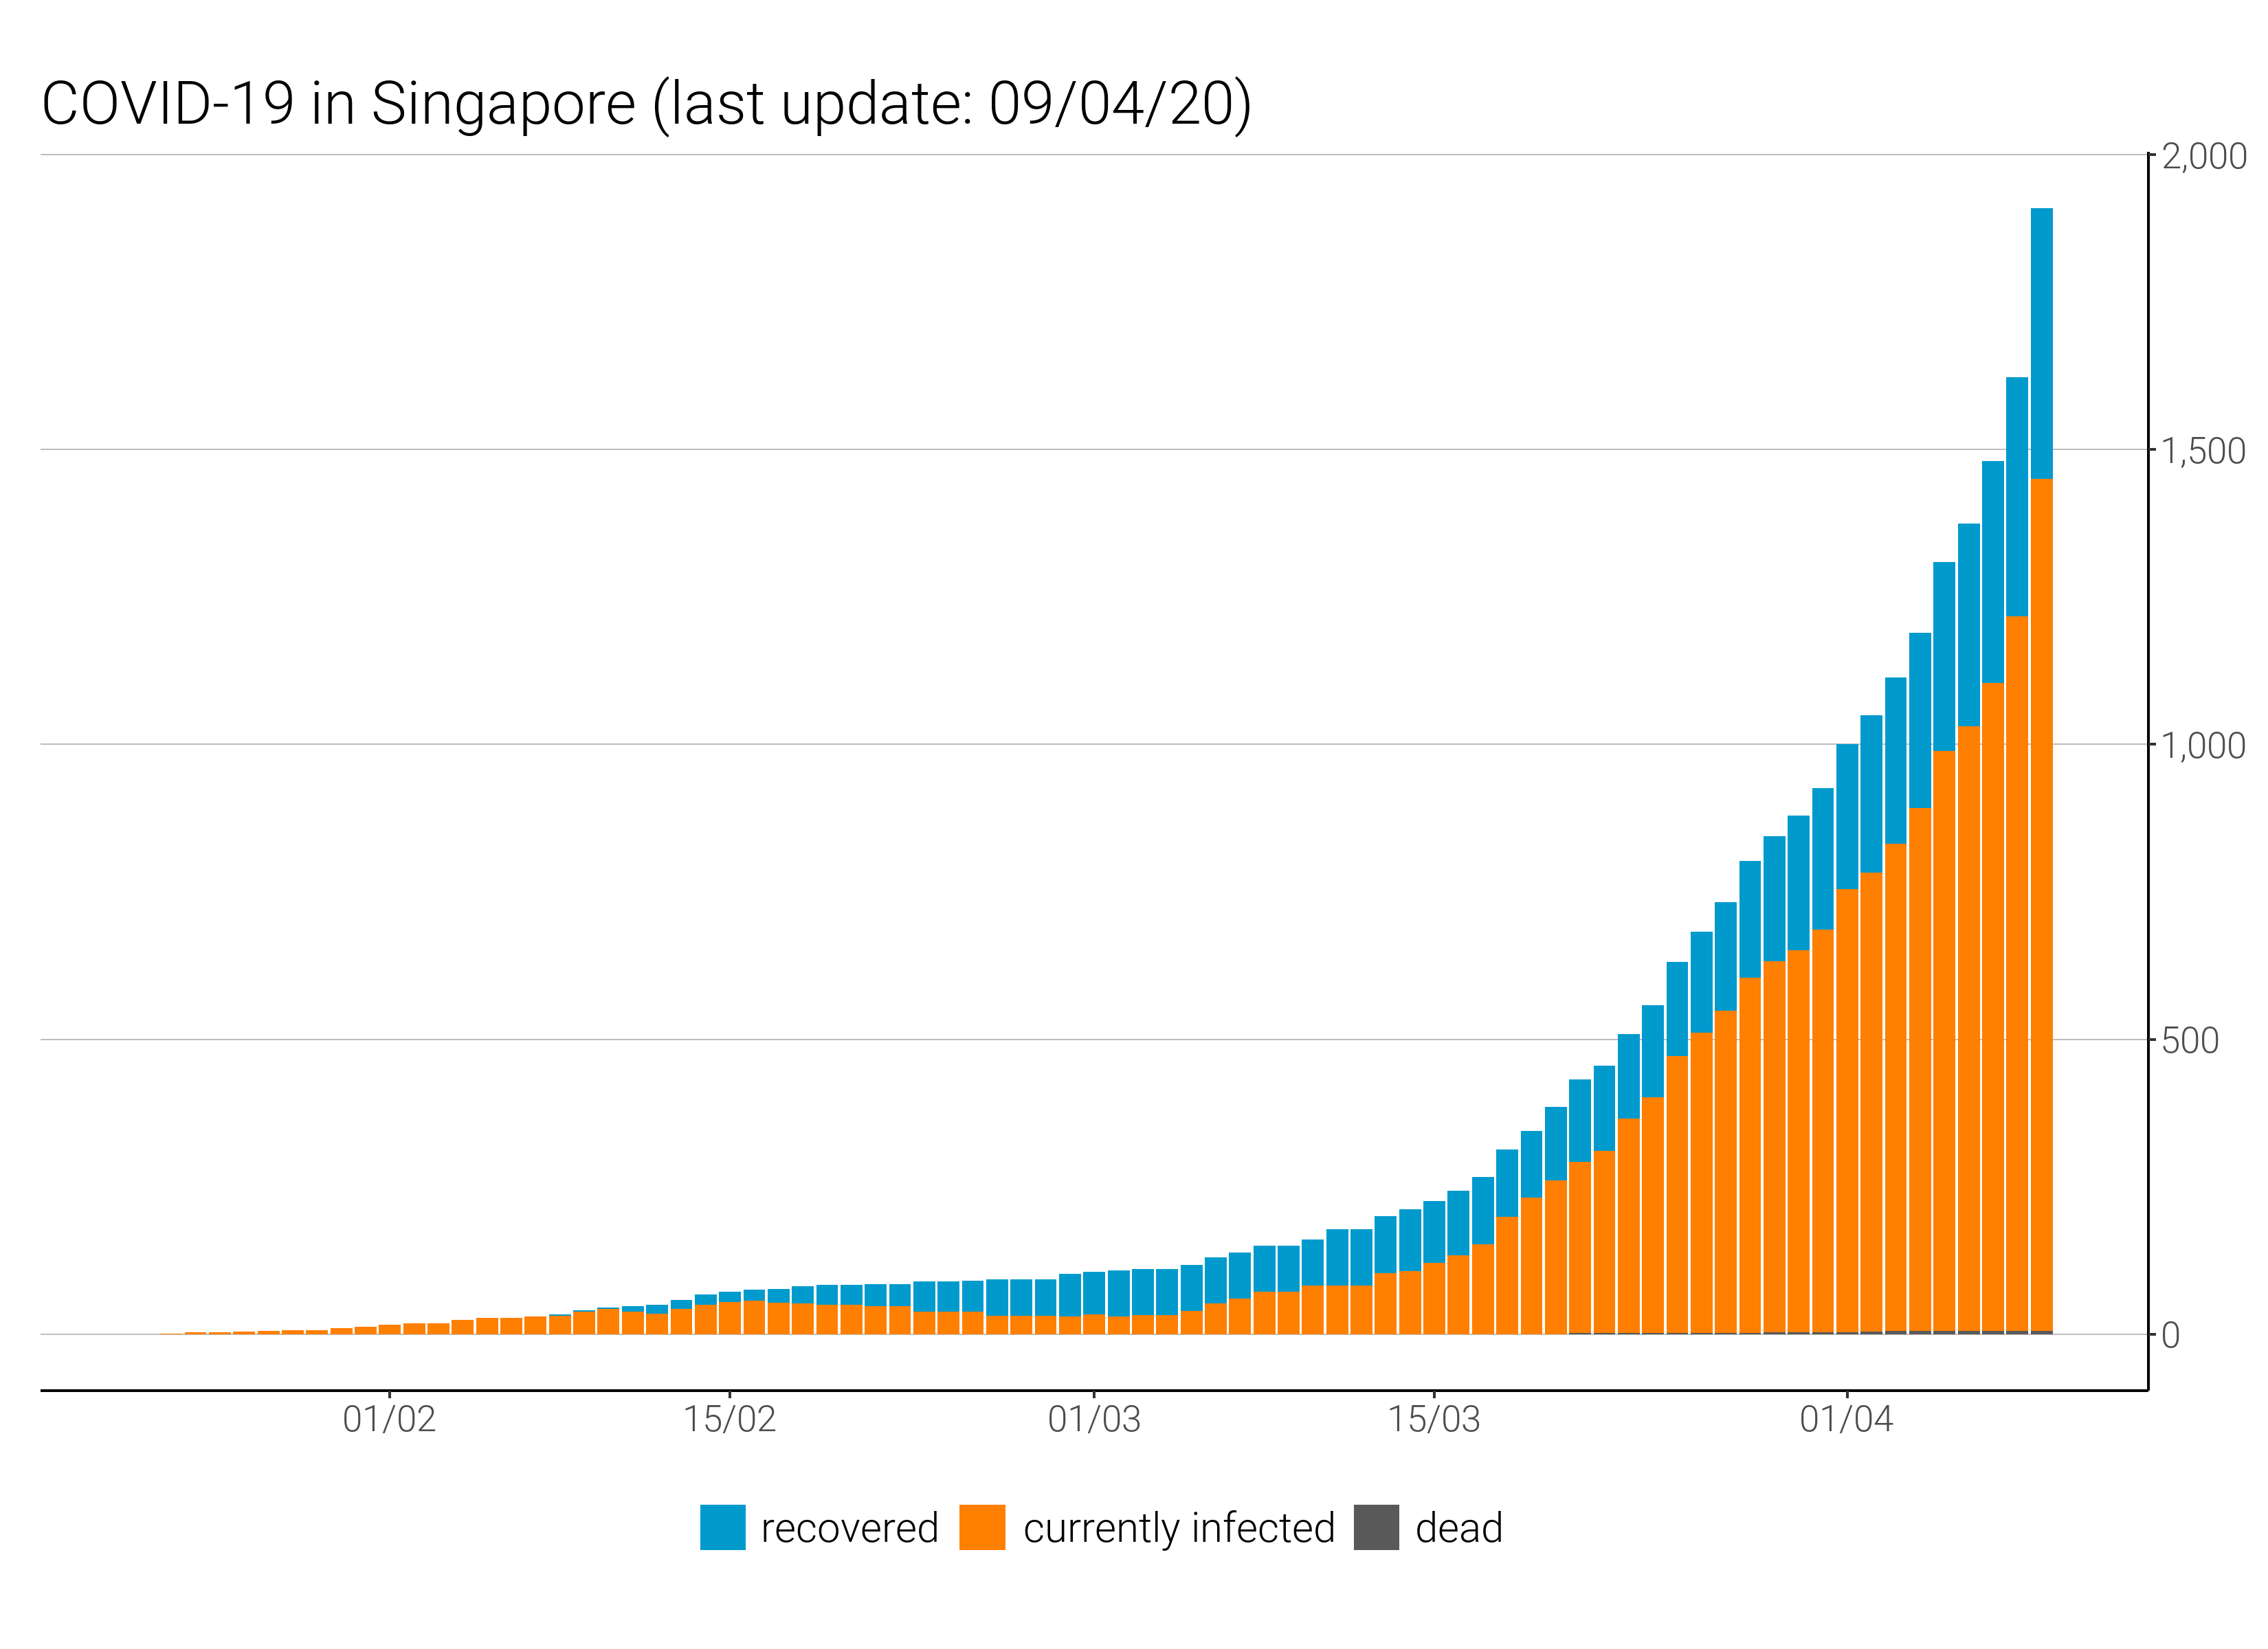 COVID-19 in Singapore (last update: 09/04/20)
2,000
1,500
1,000
500
0
01/02 15/02 01/03 15/03 01/04
recovered currently infected dead